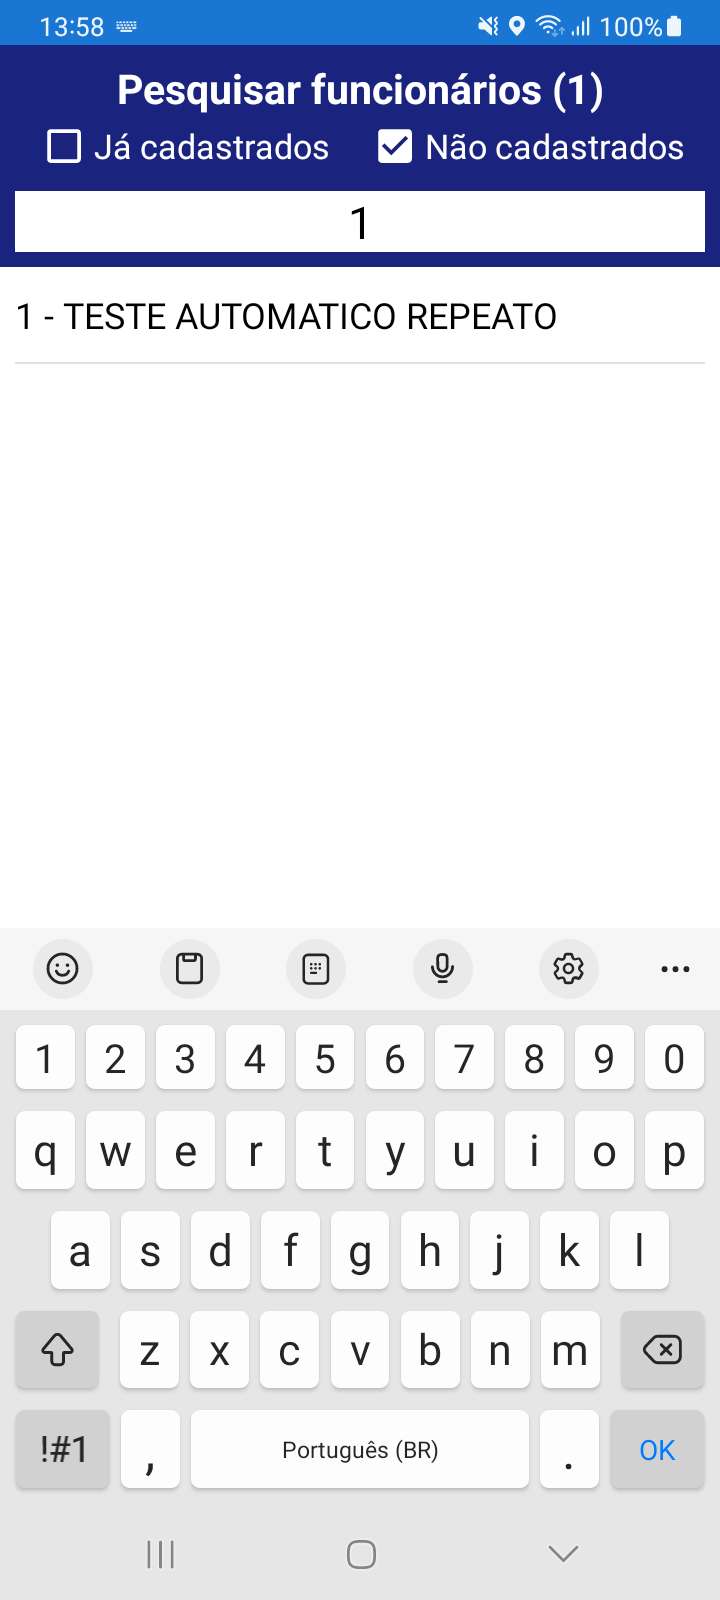 13:58 100%
Pesquisar funcionários (1)
Já cadastrados Não cadastrados
1
1 - TESTE AUTOMATICO REPEATO
1 2 3 4 5 6 7 8 9 0
q w e r t y u i o p
a s d f g h j k l
z x c v b n m
!#1 , Português (BR) . OK